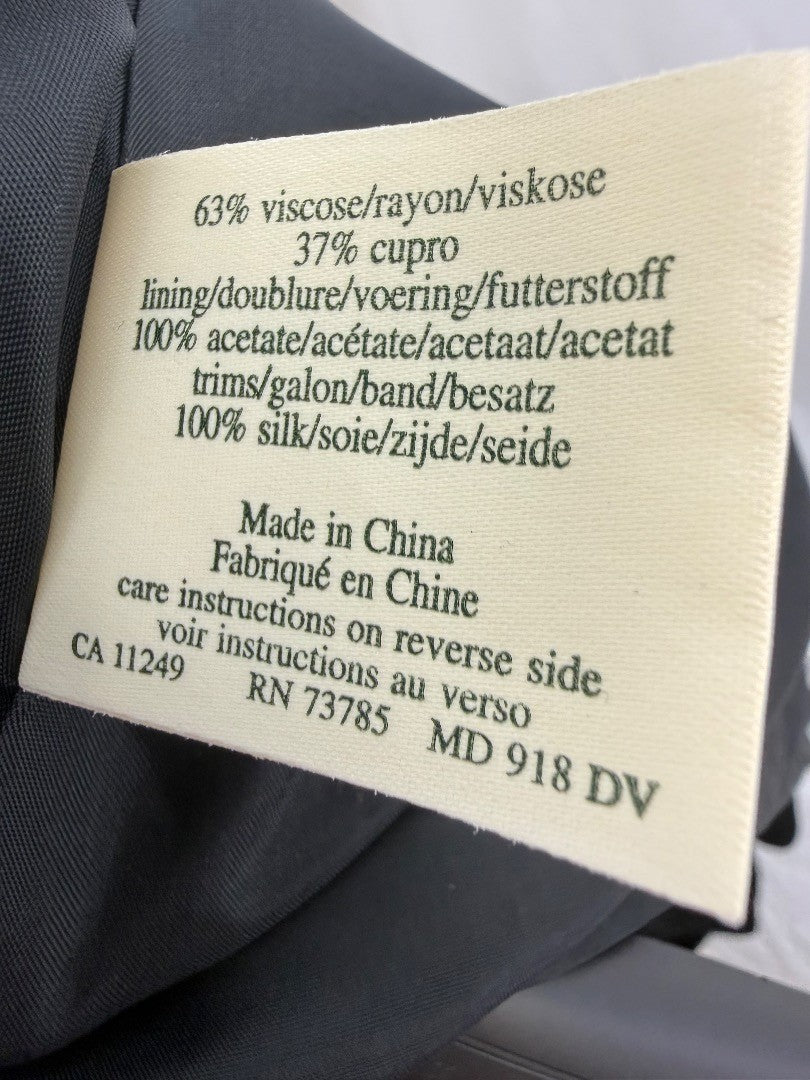 63% viscose/rayon/viskose
37% cupro
lining/doublure/voering/futterstoff
100% acetate/acétate/acetaat/acetat
trims/galon/band/besatz
100% silk/soie/zijde/seide
Made in China
Fabriqué en Chine
care instructions on reverse side
voir instructions au verso
CA 11249 RN 73785 MD 918 DV